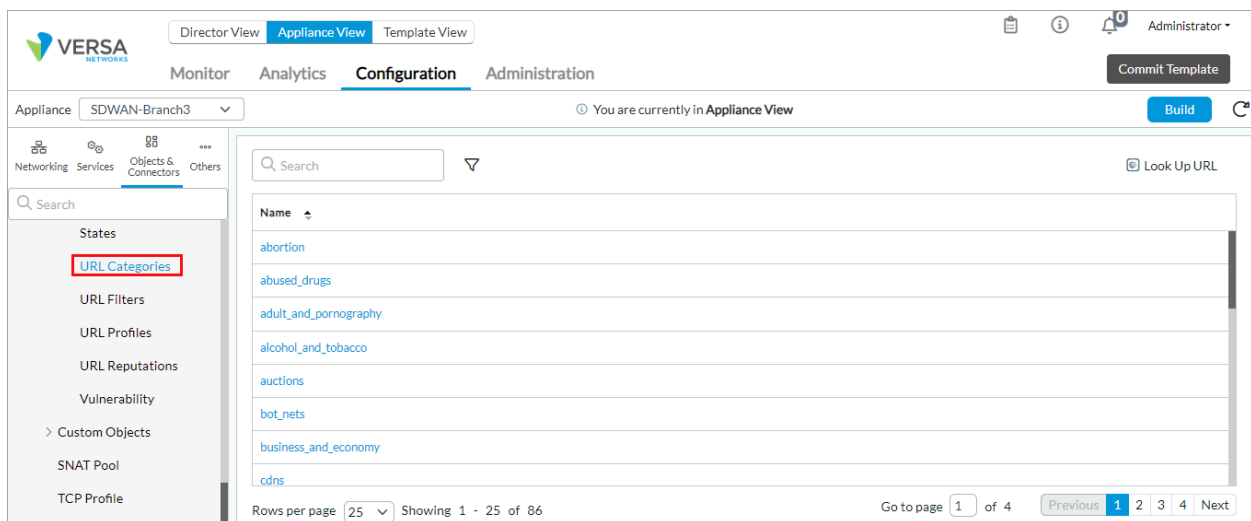 VERSA
NETWORKS
Director View Appliance View Template View
0
Administrator
Monitor Analytics Configuration Administration
Commit Template
Appliance SDWAN-Branch3
You are currently in Appliance View
Build
Networking Services Objects & Connectors Others
Search
States
URL Categories
URL Filters
URL Profiles
URL Reputations
Vulnerability
> Custom Objects
SNAT Pool
TCP Profile
Search
Look Up URL
Name
abortion
abused_drugs
adult_and_pornography
alcohol_and_tobacco
auctions
bot_nets
business_and_economy
cdns
Rows per page 25 Showing 1 - 25 of 86
Go to page 1 of 4 Previous 1 2 3 4 Next